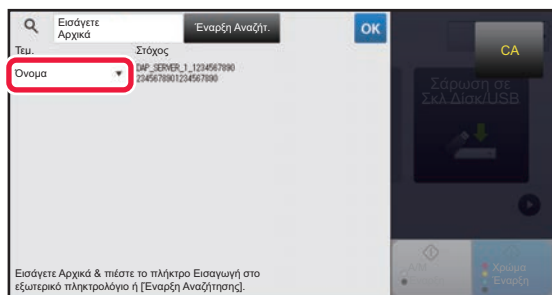 Εισάγετε
Αρχικά
Έναρξη Αναζήτ.
OK
CA
Τεμ.
Στόχος
Όνομα
DAP_SERVER_1_1234567890
2345678901234567890
Σάρωση σε
Σκλ Δίσκ/USB
Α/Μ
Χρώμα
Έναρξη
Εισάγετε Αρχικά & πιέστε το πλήκτρο Εισαγωγή στο
εξωτερικό πληκτρολόγιο ή [Έναρξη Αναζήτησης].